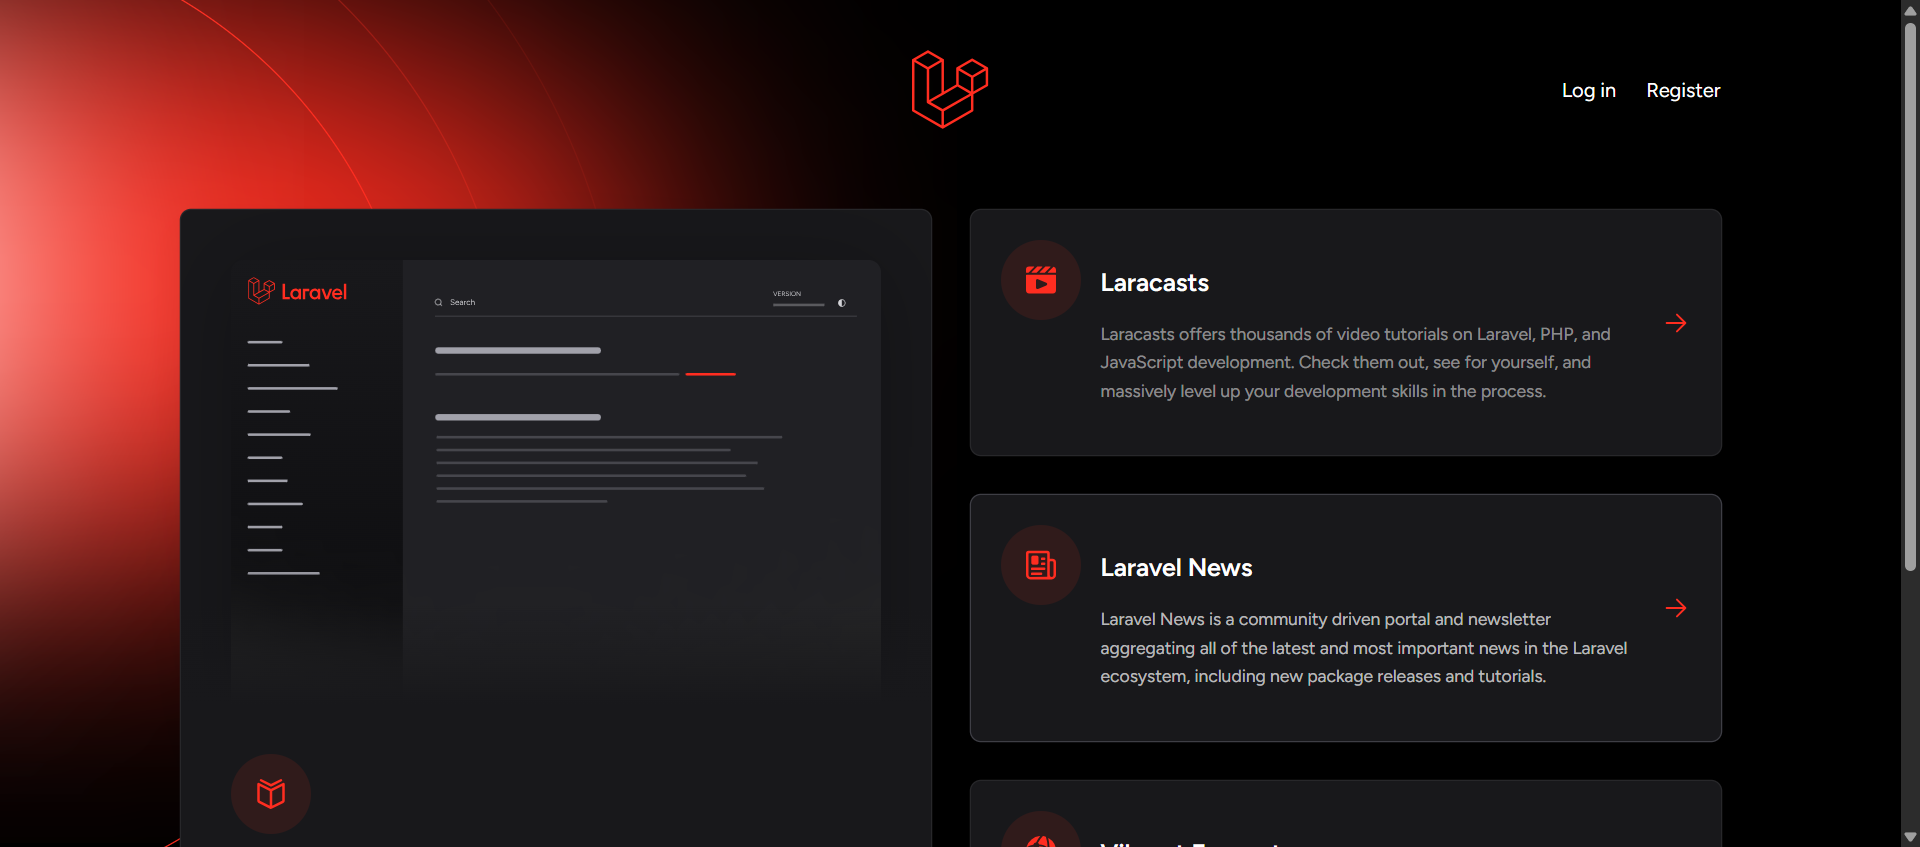 Log in
Register
Laravel
Search
VERSION
Laracasts
Laracasts offers thousands of video tutorials on Laravel, PHP, and
JavaScript development. Check them out, see for yourself, and
massively level up your development skills in the process.
Laravel News
Laravel News is a community driven portal and newsletter
aggregating all of the latest and most important news in the Laravel
ecosystem, including new package releases and tutorials.